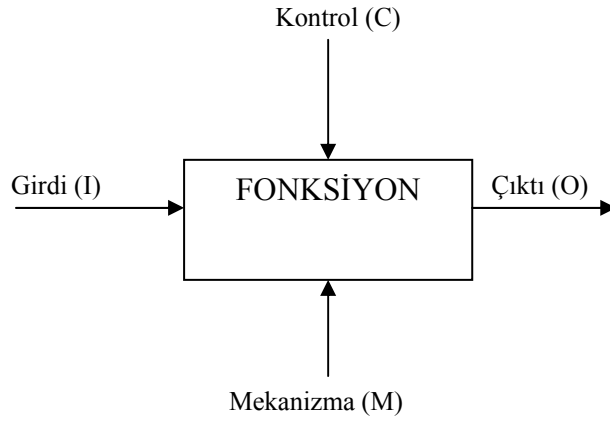 Kontrol (C)
Girdi (I)
FONKSİYON
Çıktı (O)
Mekanizma (M)